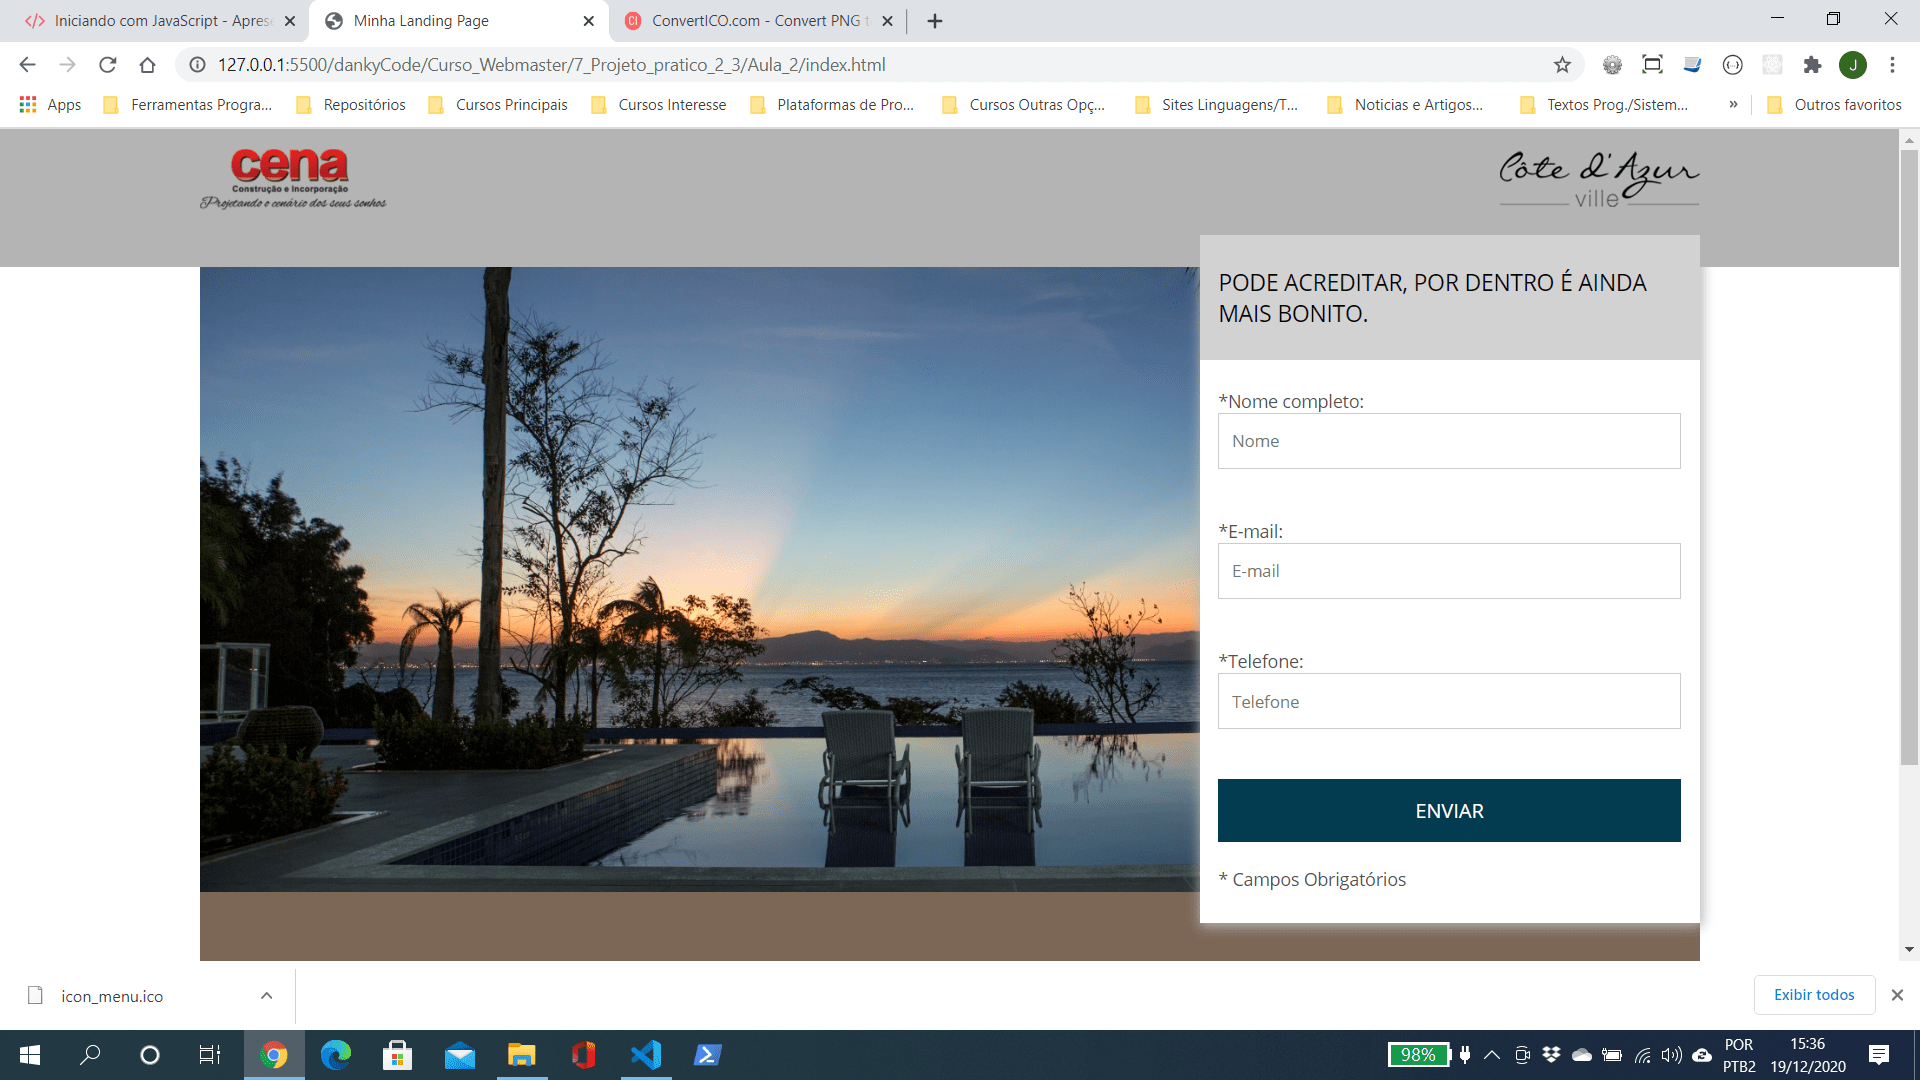 Iniciando com JavaScript - Aprese
Minha Landing Page
ConvertICO.com - Convert PNG t
127.0.0.1:5500/dankyCode/Curso_Webmaster/7_Projeto_pratico_2_3/Aula_2/index.html
J
Apps
Ferramentas Progra...
Repositórios
Cursos Principais
Cursos Interesse
Plataformas de Pro...
Cursos Outras Opç...
Sites Linguagens/T...
Noticias e Artigos...
Textos Prog./Sistem...
»
Outros favoritos
cena
Construção e Incorporação
Projetando o cenário dos seus sonhos
Côte d'Azur
ville
PODE ACREDITAR, POR DENTRO É AINDA
MAIS BONITO.
*Nome completo:
Nome
*E-mail:
E-mail
*Telefone:
Telefone
ENVIAR
* Campos Obrigatórios
icon_menu.ico
Exibir todos
98%
POR
PTB2
15:36
19/12/2020